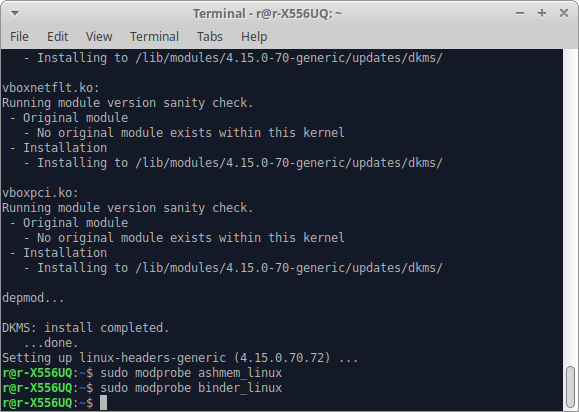 Terminal - r@r-X556UQ: ~
File Edit View Terminal Tabs Help
   - Installing to /lib/modules/4.15.0-70-generic/updates/dkms/
vboxnetflt.ko:
Running module version sanity check.
 - Original module
   - No original module exists within this kernel
 - Installation
   - Installing to /lib/modules/4.15.0-70-generic/updates/dkms/
vboxpci.ko:
Running module version sanity check.
 - Original module
   - No original module exists within this kernel
 - Installation
   - Installing to /lib/modules/4.15.0-70-generic/updates/dkms/
depmod...
DKMS: install completed.
   ...done.
Setting up linux-headers-generic (4.15.0.70.72) ...
r@r-X556UQ:~$ sudo modprobe ashmem_linux
r@r-X556UQ:~$ sudo modprobe binder_linux
r@r-X556UQ:~$